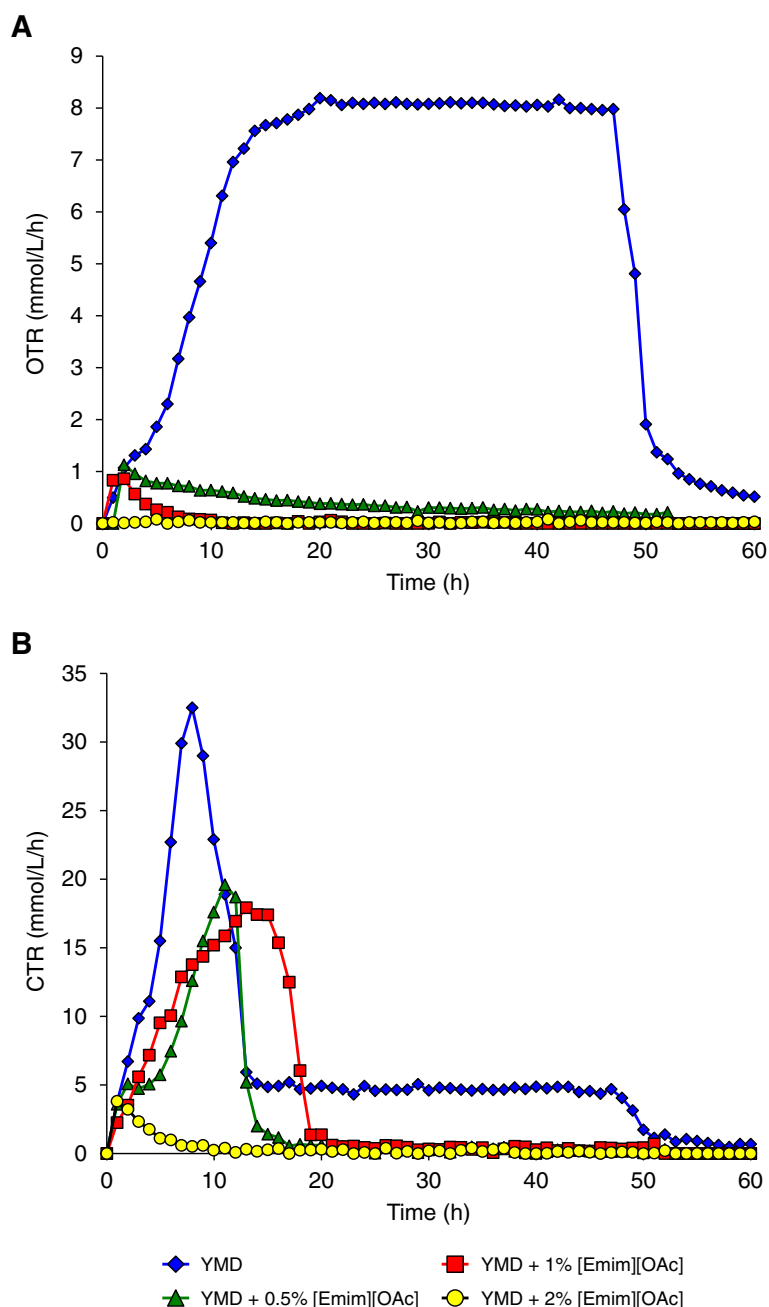 A
9
8
7
6
5
4
3
2
1
0
OTR (mmol/L/h)
0 10 20 30 40 50 60
Time (h)
B
35
30
25
20
15
10
5
0
CTR (mmol/L/h)
0 10 20 30 40 50 60
Time (h)
YMD YMD + 1% [Emim][OAc]
YMD + 0.5% [Emim][OAc] YMD + 2% [Emim][OAc]